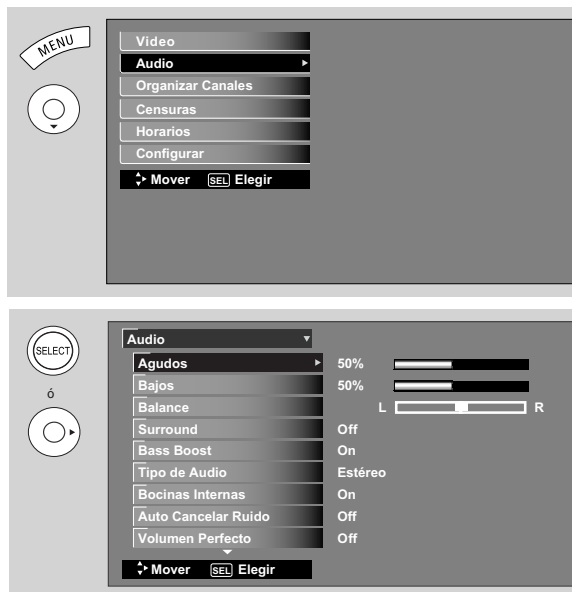 MENU
Video
Audio
Organizar Canales
Censuras
Horarios
Configurar
Mover SEL Elegir
SELECT
ó
Audio
Agudos 50%
Bajos 50%
Balance L R
Surround Off
Bass Boost On
Tipo de Audio Estéreo
Bocinas Internas On
Auto Cancelar Ruido Off
Volumen Perfecto Off
Mover SEL Elegir